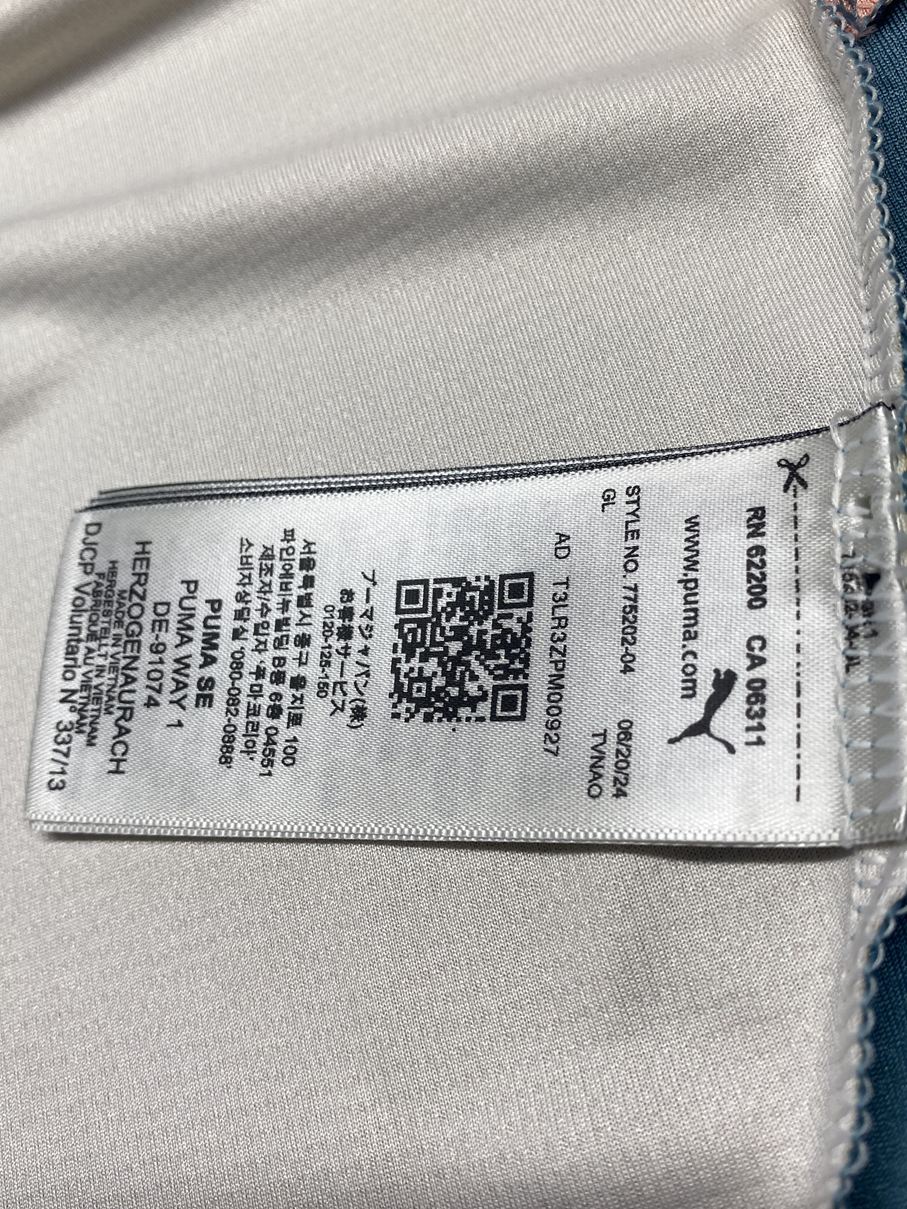 RN 62200 CA 06311
www.puma.com
STYLE NO. 775202-04 06/20/24
GL TVNAO
AD T3LR3ZPM00927
プーマジャパン(株)
お客様サービス
0120-125-150
서울특별시 중구 을지로 100
파인에비뉴빌딩 B동 6층 04551
제조자/수입자 '푸마코리아'
소비자상담실 '080-082-0888'
PUMA SE
PUMA WAY 1
DE-91074
HERZOGENAURACH
MADE IN VIETNAM
HERGESTELLT IN VIETNAM
FABRIQUÉ AU VIETNAM
DJCP Voluntario N° 337/13